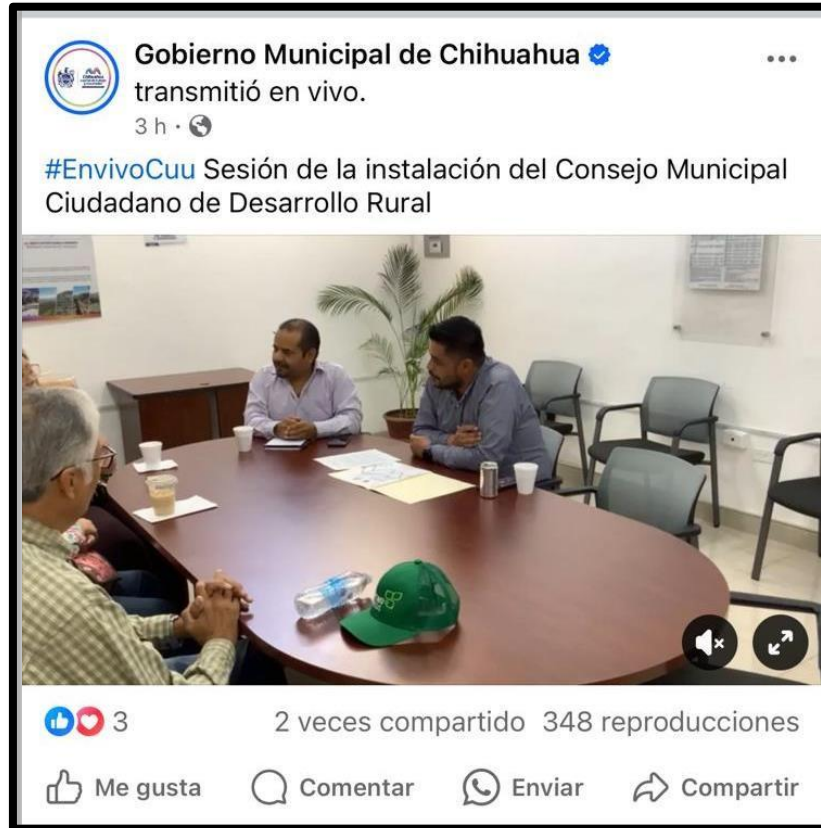 Gobierno Municipal de Chihuahua
transmitió en vivo.
3 h ·
#EnvivoCuu Sesión de la instalación del Consejo Municipal
Ciudadano de Desarrollo Rural
3 2 veces compartido 348 reproducciones
Me gusta Comentar Enviar Compartir